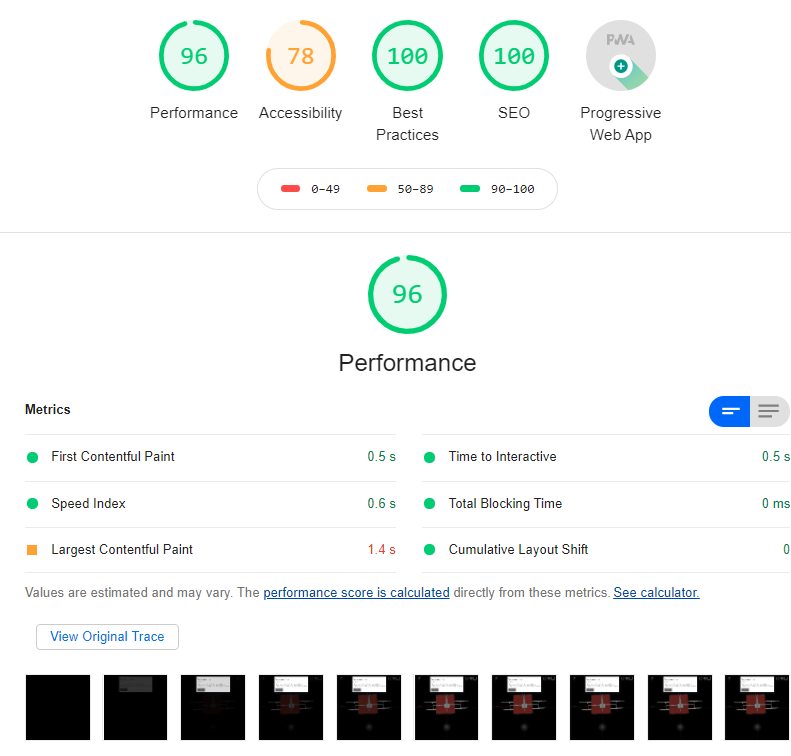 96
78
100
100
PWA
Performance
Accessibility
Best
Practices
SEO
Progressive
Web App
0–49
50–89
90–100
96
Performance
Metrics
First Contentful Paint 0.5 s
Time to Interactive 0.5 s
Speed Index 0.6 s
Total Blocking Time 0 ms
Largest Contentful Paint 1.4 s
Cumulative Layout Shift 0
Values are estimated and may vary. The performance score is calculated directly from these metrics. See calculator.
View Original Trace